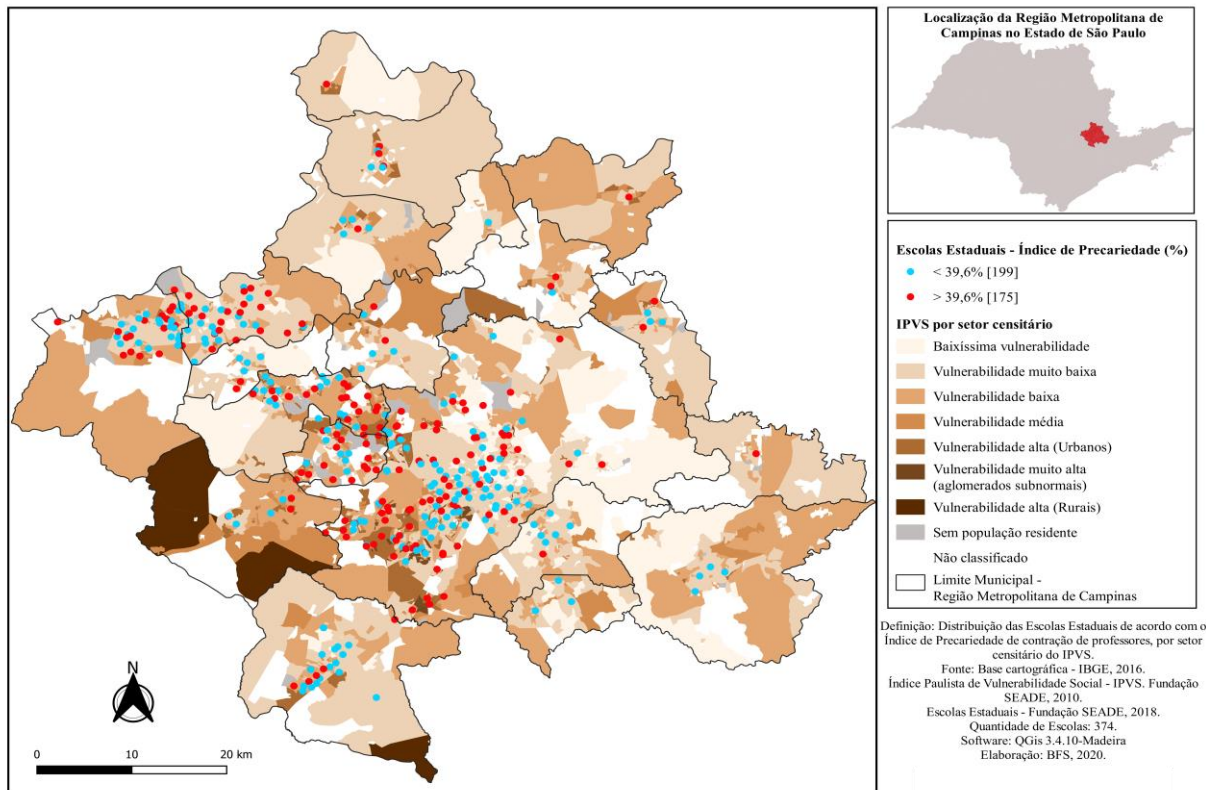 Localização da Região Metropolitana de
Campinas no Estado de São Paulo
Escolas Estaduais - Índice de Precariedade (%)
< 39,6% [199]
> 39,6% [175]
IPVS por setor censitário
Baixíssima vulnerabilidade
Vulnerabilidade muito baixa
Vulnerabilidade baixa
Vulnerabilidade média
Vulnerabilidade alta (Urbanos)
Vulnerabilidade muito alta
(aglomerados subnormais)
Vulnerabilidade alta (Rurais)
Sem população residente
Não classificado
Limite Municipal -
Região Metropolitana de Campinas
Definição: Distribuição das Escolas Estaduais de acordo com o
Índice de Precariedade de contração de professores, por setor
censitário do IPVS.
Fonte: Base cartográfica - IBGE, 2016.
Índice Paulista de Vulnerabilidade Social - IPVS. Fundação
SEADE, 2010.
Escolas Estaduais - Fundação SEADE, 2018.
Quantidade de Escolas: 374.
Software: QGis 3.4.10-Madeira
Elaboração: BFS, 2020.
N
0 10 20 km